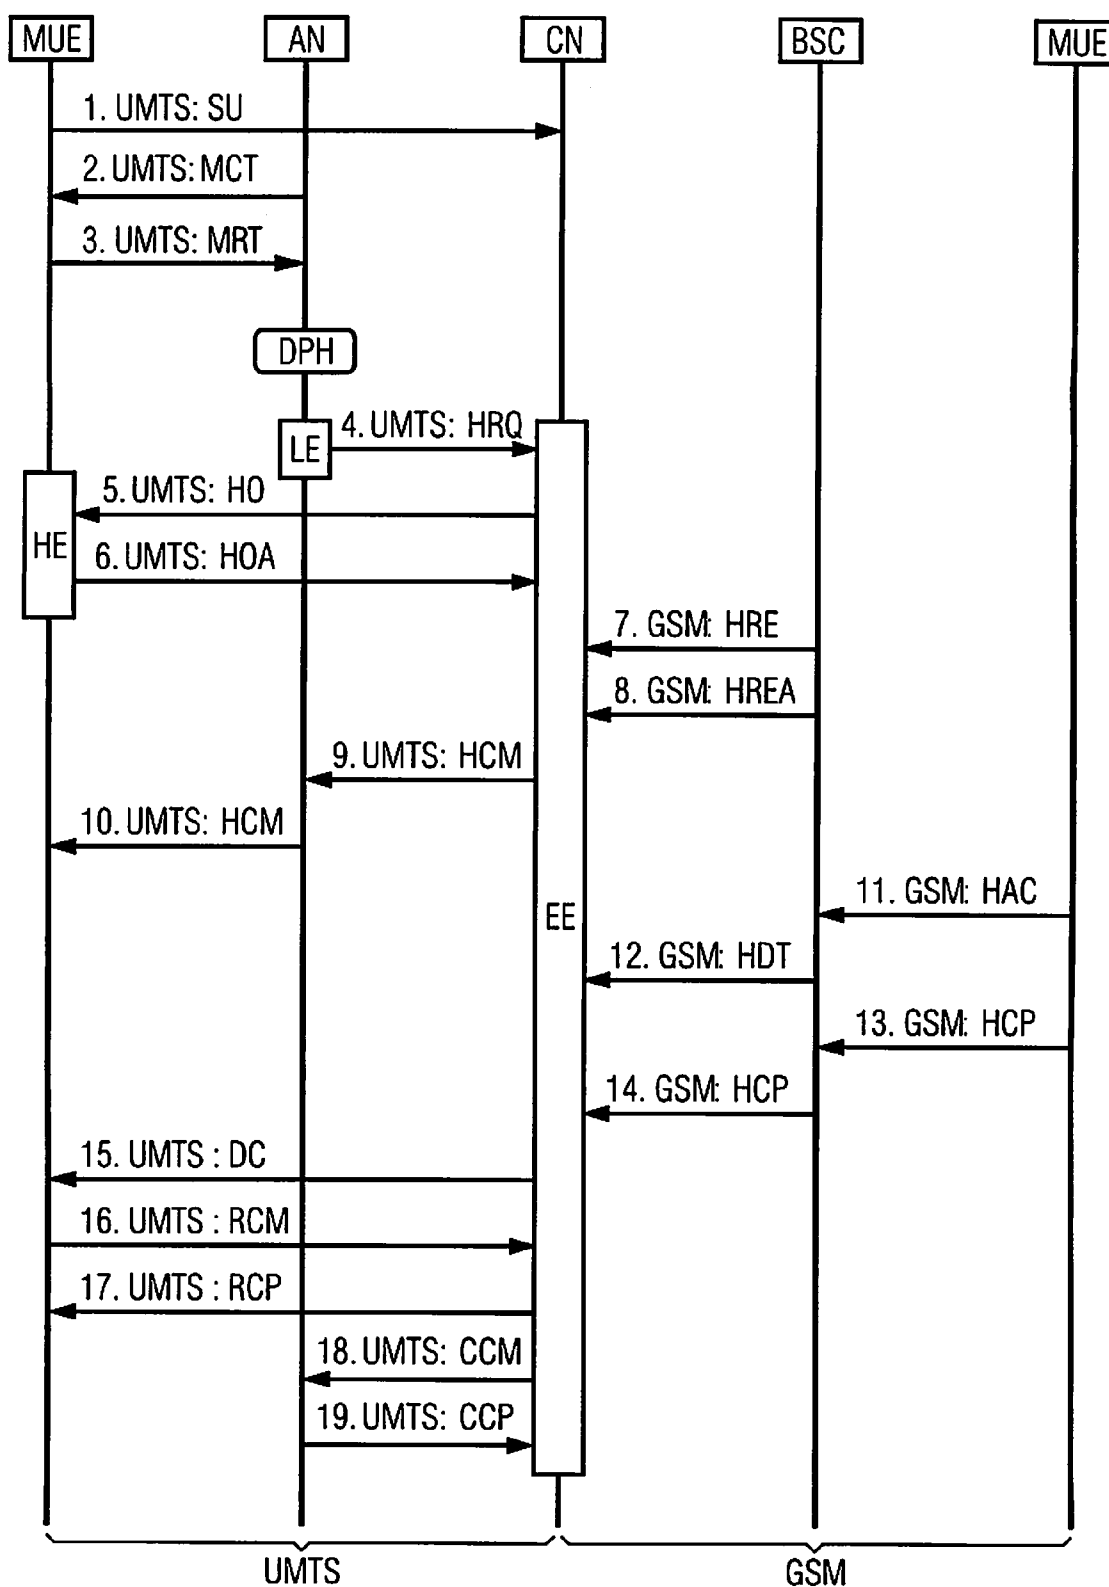 MUE AN CN BSC MUE
1. UMTS: SU
2. UMTS: MCT
3. UMTS: MRT
DPH
LE
4. UMTS: HRQ
5. UMTS: HO
HE
6. UMTS: HOA
7. GSM: HRE
8. GSM: HREA
9. UMTS: HCM
10. UMTS: HCM
11. GSM: HAC
EE
12. GSM: HDT
13. GSM: HCP
14. GSM: HCP
15. UMTS : DC
16. UMTS : RCM
17. UMTS : RCP
18. UMTS: CCM
19. UMTS: CCP
UMTS GSM